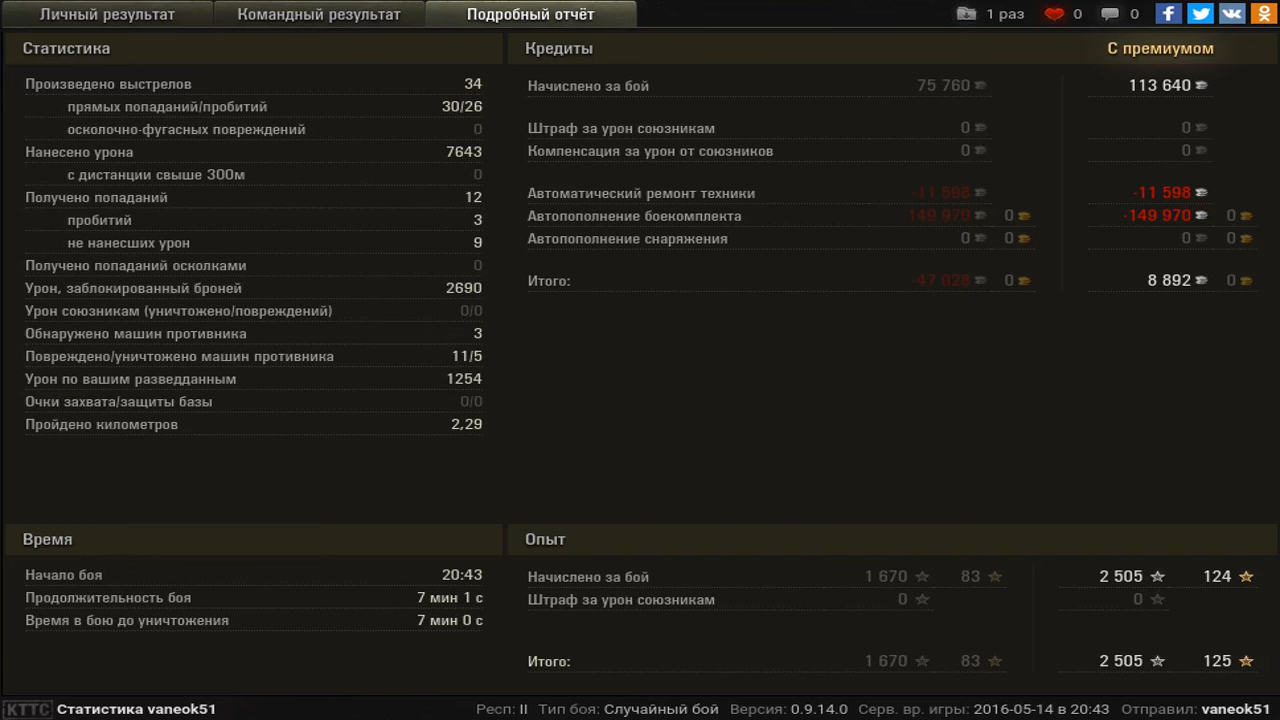 Личный результат Командный результат Подробный отчёт 1 раз 0 0
Статистика
Произведено выстрелов 34
прямых попаданий/пробитий 30/26
осколочно-фугасных повреждений 0
Нанесено урона 7643
с дистанции свыше 300м 0
Получено попаданий 12
пробитий 3
не нанесших урон 9
Получено попаданий осколками 0
Урон, заблокированный броней 2690
Урон союзникам (уничтожено/повреждений) 0/0
Обнаружено машин противника 3
Повреждено/уничтожено машин противника 11/5
Урон по вашим разведданным 1254
Очки захвата/защиты базы 0/0
Пройдено километров 2,29
Кредиты С премиумом
Начислено за бой 75 760 113 640
Штраф за урон союзникам 0 0
Компенсация за урон от союзников 0 0
Автоматический ремонт техники -11 598 -11 598
Автопополнение боекомплекта -149 970 0 -149 970 0
Автопополнение снаряжения 0 0 0 0
Итого: -47 928 0 8 892 0
Время
Начало боя 20:43
Продолжительность боя 7 мин 1 с
Время в бою до уничтожения 7 мин 0 с
Опыт
Начислено за бой 1 670 83 2 505 124
Штраф за урон союзникам 0 0
Итого: 1 670 83 2 505 125
КТТС Статистика vaneok51 Респ: II Тип боя: Случайный бой Версия: 0.9.14.0 Серв. вр. игры: 2016-05-14 в 20:43 Отправил: vaneok51